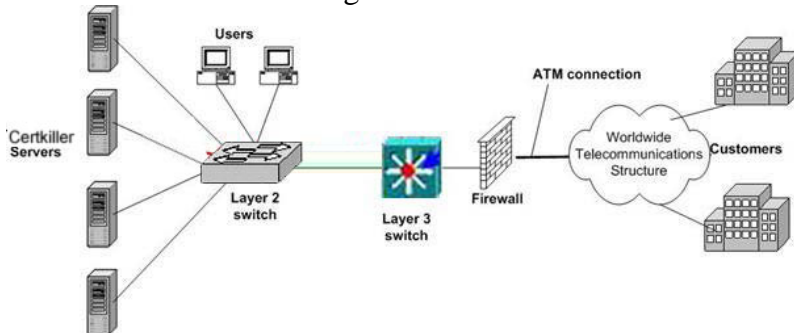 Users
ATM connection
Certkiller
Servers
Worldwide
Telecommunications
Structure
Customers
Layer 2
switch
Layer 3
switch
Firewall